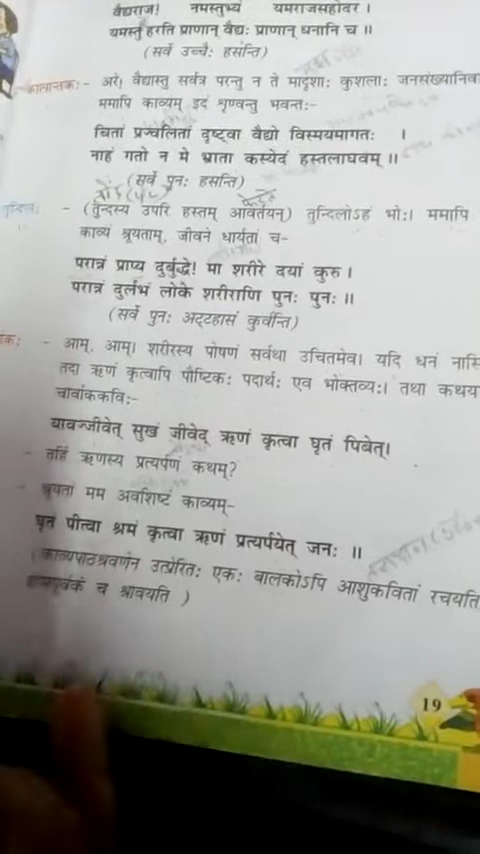 वैद्यराज! नमस्तुभ्यं यमराजसहोदर।
यमस्तु हरति प्राणान् वैद्यः प्राणान् धनानि च॥
(सर्वे उच्चैः हसन्ति)
कालान्तकः- अरे! वैद्यास्तु सर्वत्र परन्तु न ते मादृशाः कुशलाः
ममापि काव्यम् इदं शृण्वन्तु भवन्तः-
चितां प्रज्वलितां दृष्ट्वा वैद्यो विस्मयमागतः ।
नाहं गतो न मे भ्राता कस्येदं हस्तलाघवम्॥
(सर्वे पुनः हसन्ति)
तुन्दिलः - (तुन्दस्य उपरि हस्तम् आवर्तयन्) तुन्दिलोऽहं भोः। ममापि
काव्यं श्रूयताम्, जीवने धार्यतां च-
परान्नं प्राप्य दुर्बुद्धे! मा शरीरे दयां कुरु।
परान्नं दुर्लभं लोके शरीराणि पुनः पुनः॥
(सर्वे पुनः अट्टहासं कुर्वन्ति)
- आम्, आम्। शरीरस्य पोषणं सर्वथा उचितमेव। यदि धनं
तदा ऋणं कृत्वापि पौष्टिकः पदार्थः एव भोक्तव्यः। तथा
चार्वाककविः-
यावज्जीवेत् सुखं जीवेद् ऋणं कृत्वा घृतं पिबेत्।
- तर्हि ऋणस्य प्रत्यर्पणं कथम्?
- श्रूयतां मम अवशिष्टं काव्यम्-
घृतं पीत्वा श्रमं कृत्वा ऋणं प्रत्यर्पयेत् जनः॥
(काव्यपाठश्रवणेन उत्प्रेरितः एकः बालकोऽपि आशुकवितां रचयति
च श्रावयति)
19